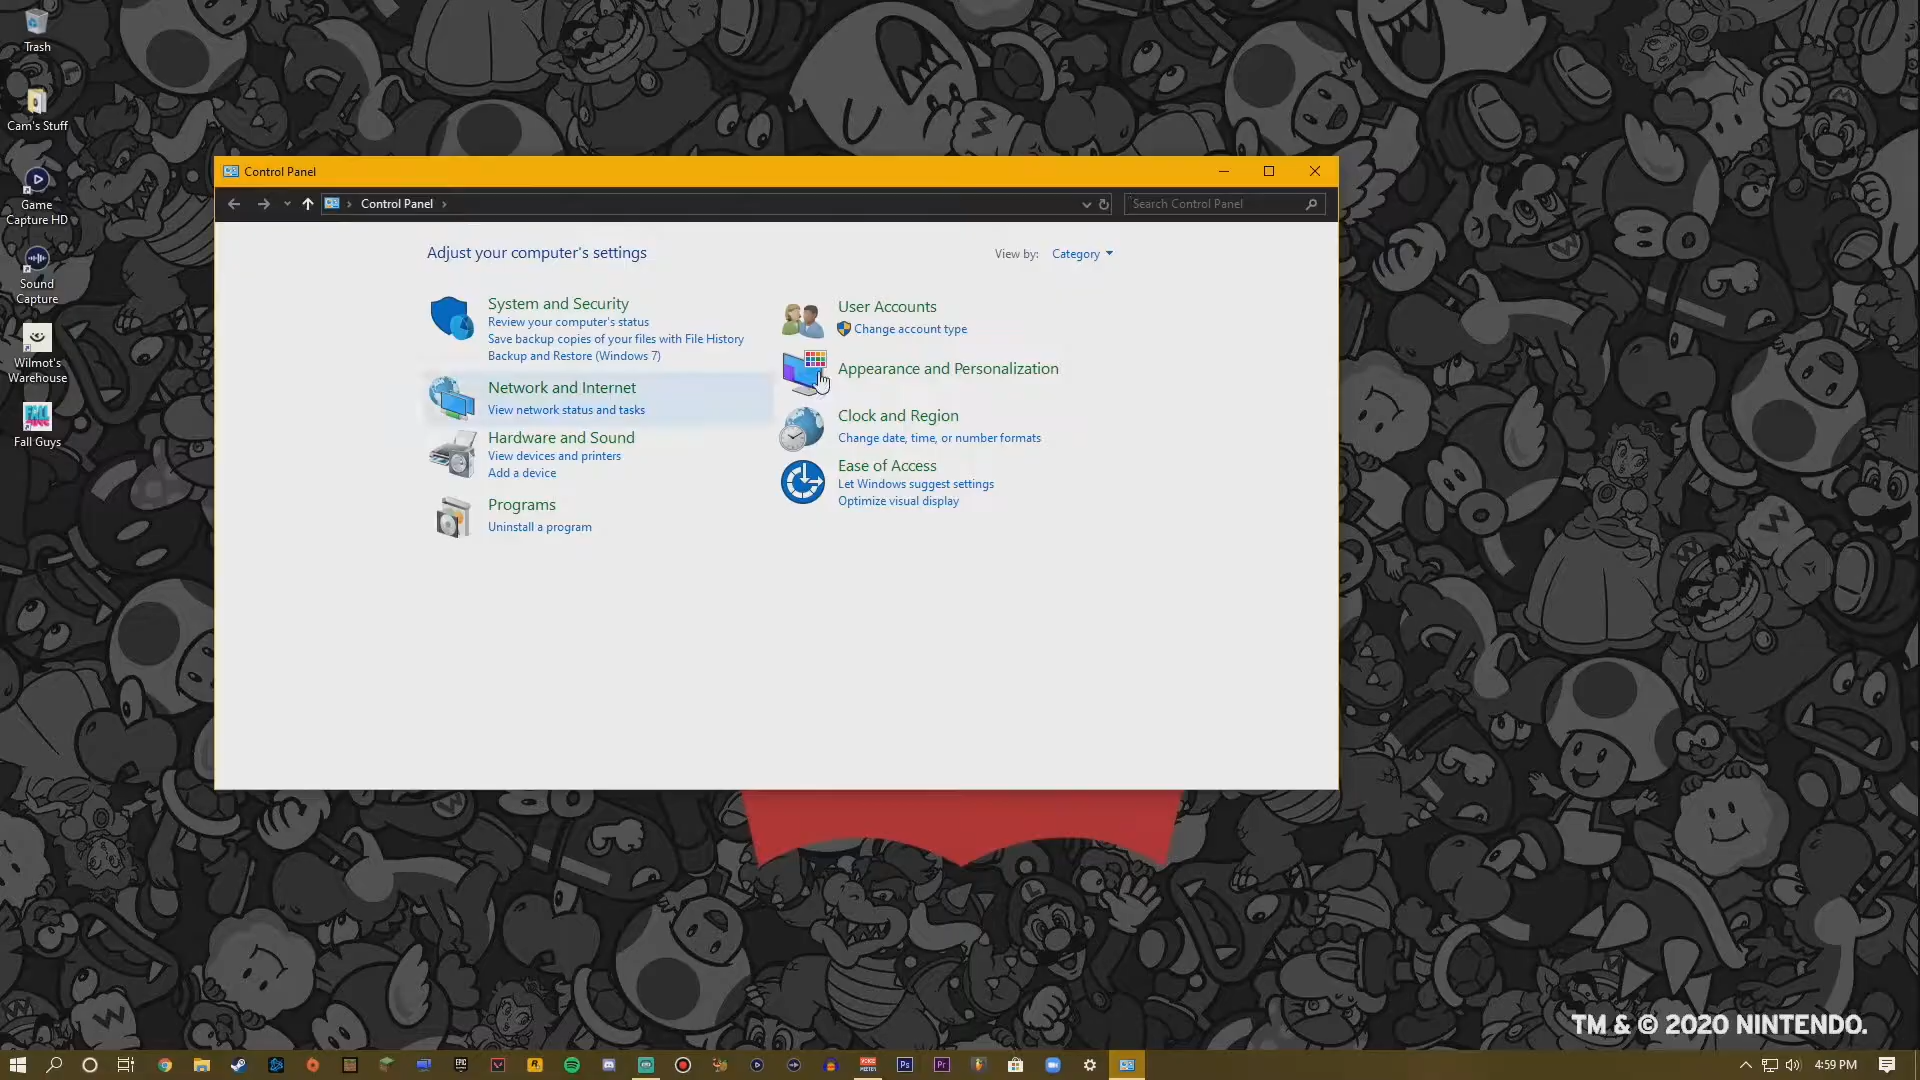 Trash
Cam's Stuff
Game
Capture HD
Sound
Capture
Wilmot's
Warehouse
Fall Guys
Control Panel
Control Panel
Search Control Panel
Adjust your computer's settings
View by:
Category
System and Security
Review your computer's status
Save backup copies of your files with File History
Backup and Restore (Windows 7)
Network and Internet
View network status and tasks
Hardware and Sound
View devices and printers
Add a device
Programs
Uninstall a program
User Accounts
Change account type
Appearance and Personalization
Clock and Region
Change date, time, or number formats
Ease of Access
Let Windows suggest settings
Optimize visual display
TM & © 2020 NINTENDO.
4:59 PM